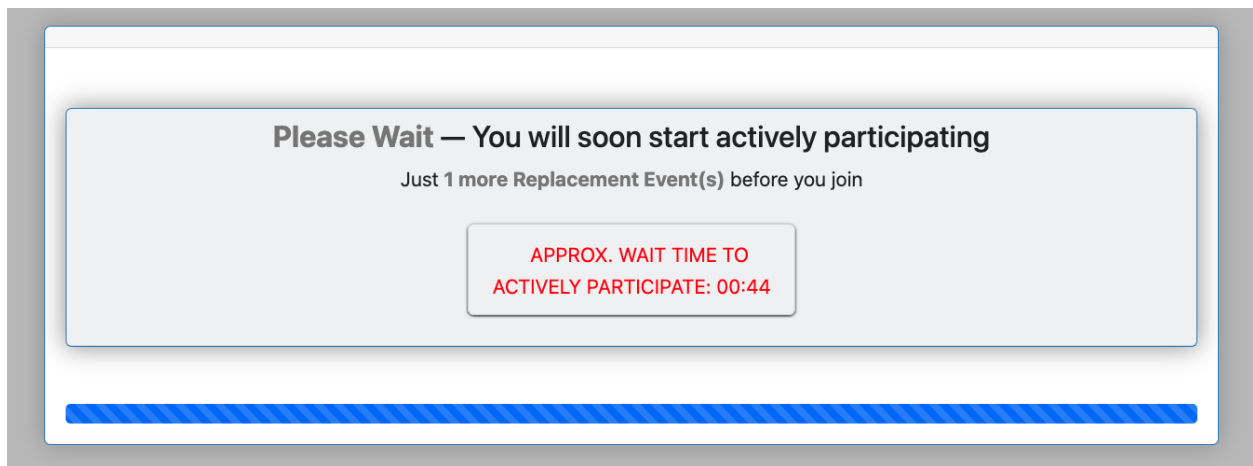 Please Wait — You will soon start actively participating
Just 1 more Replacement Event(s) before you join
APPROX. WAIT TIME TO
ACTIVELY PARTICIPATE: 00:44